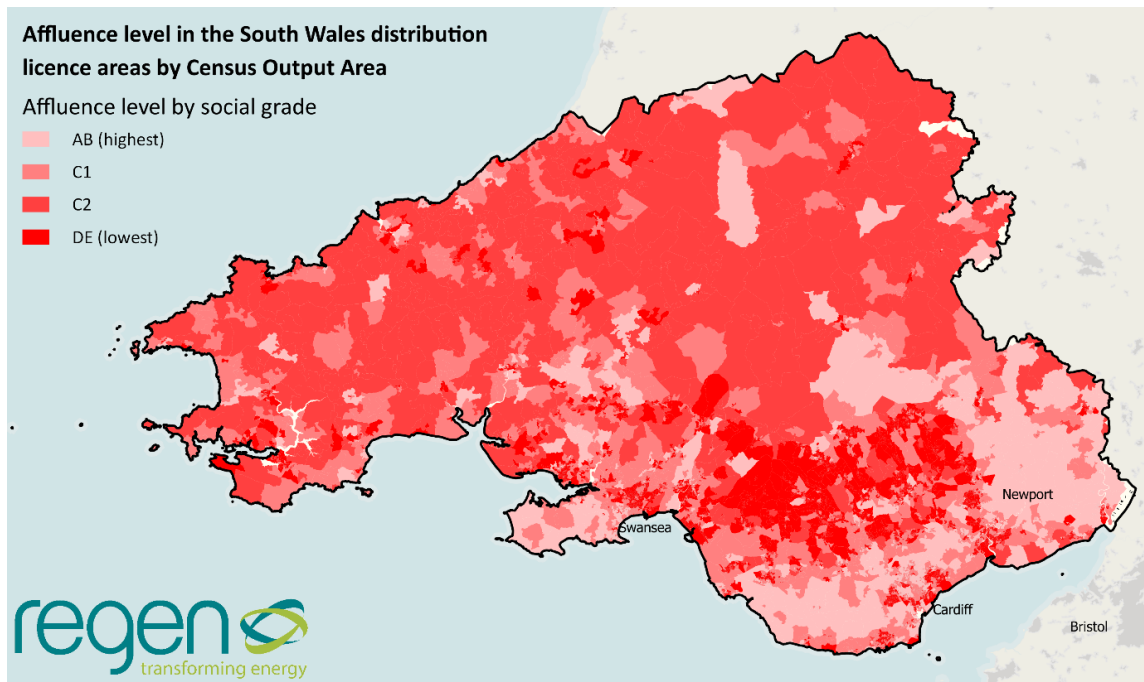 Affluence level in the South Wales distribution
licence areas by Census Output Area
Affluence level by social grade
AB (highest)
C1
C2
DE (lowest)
Newport
Swansea
Cardiff
Bristol
regen
transforming energy